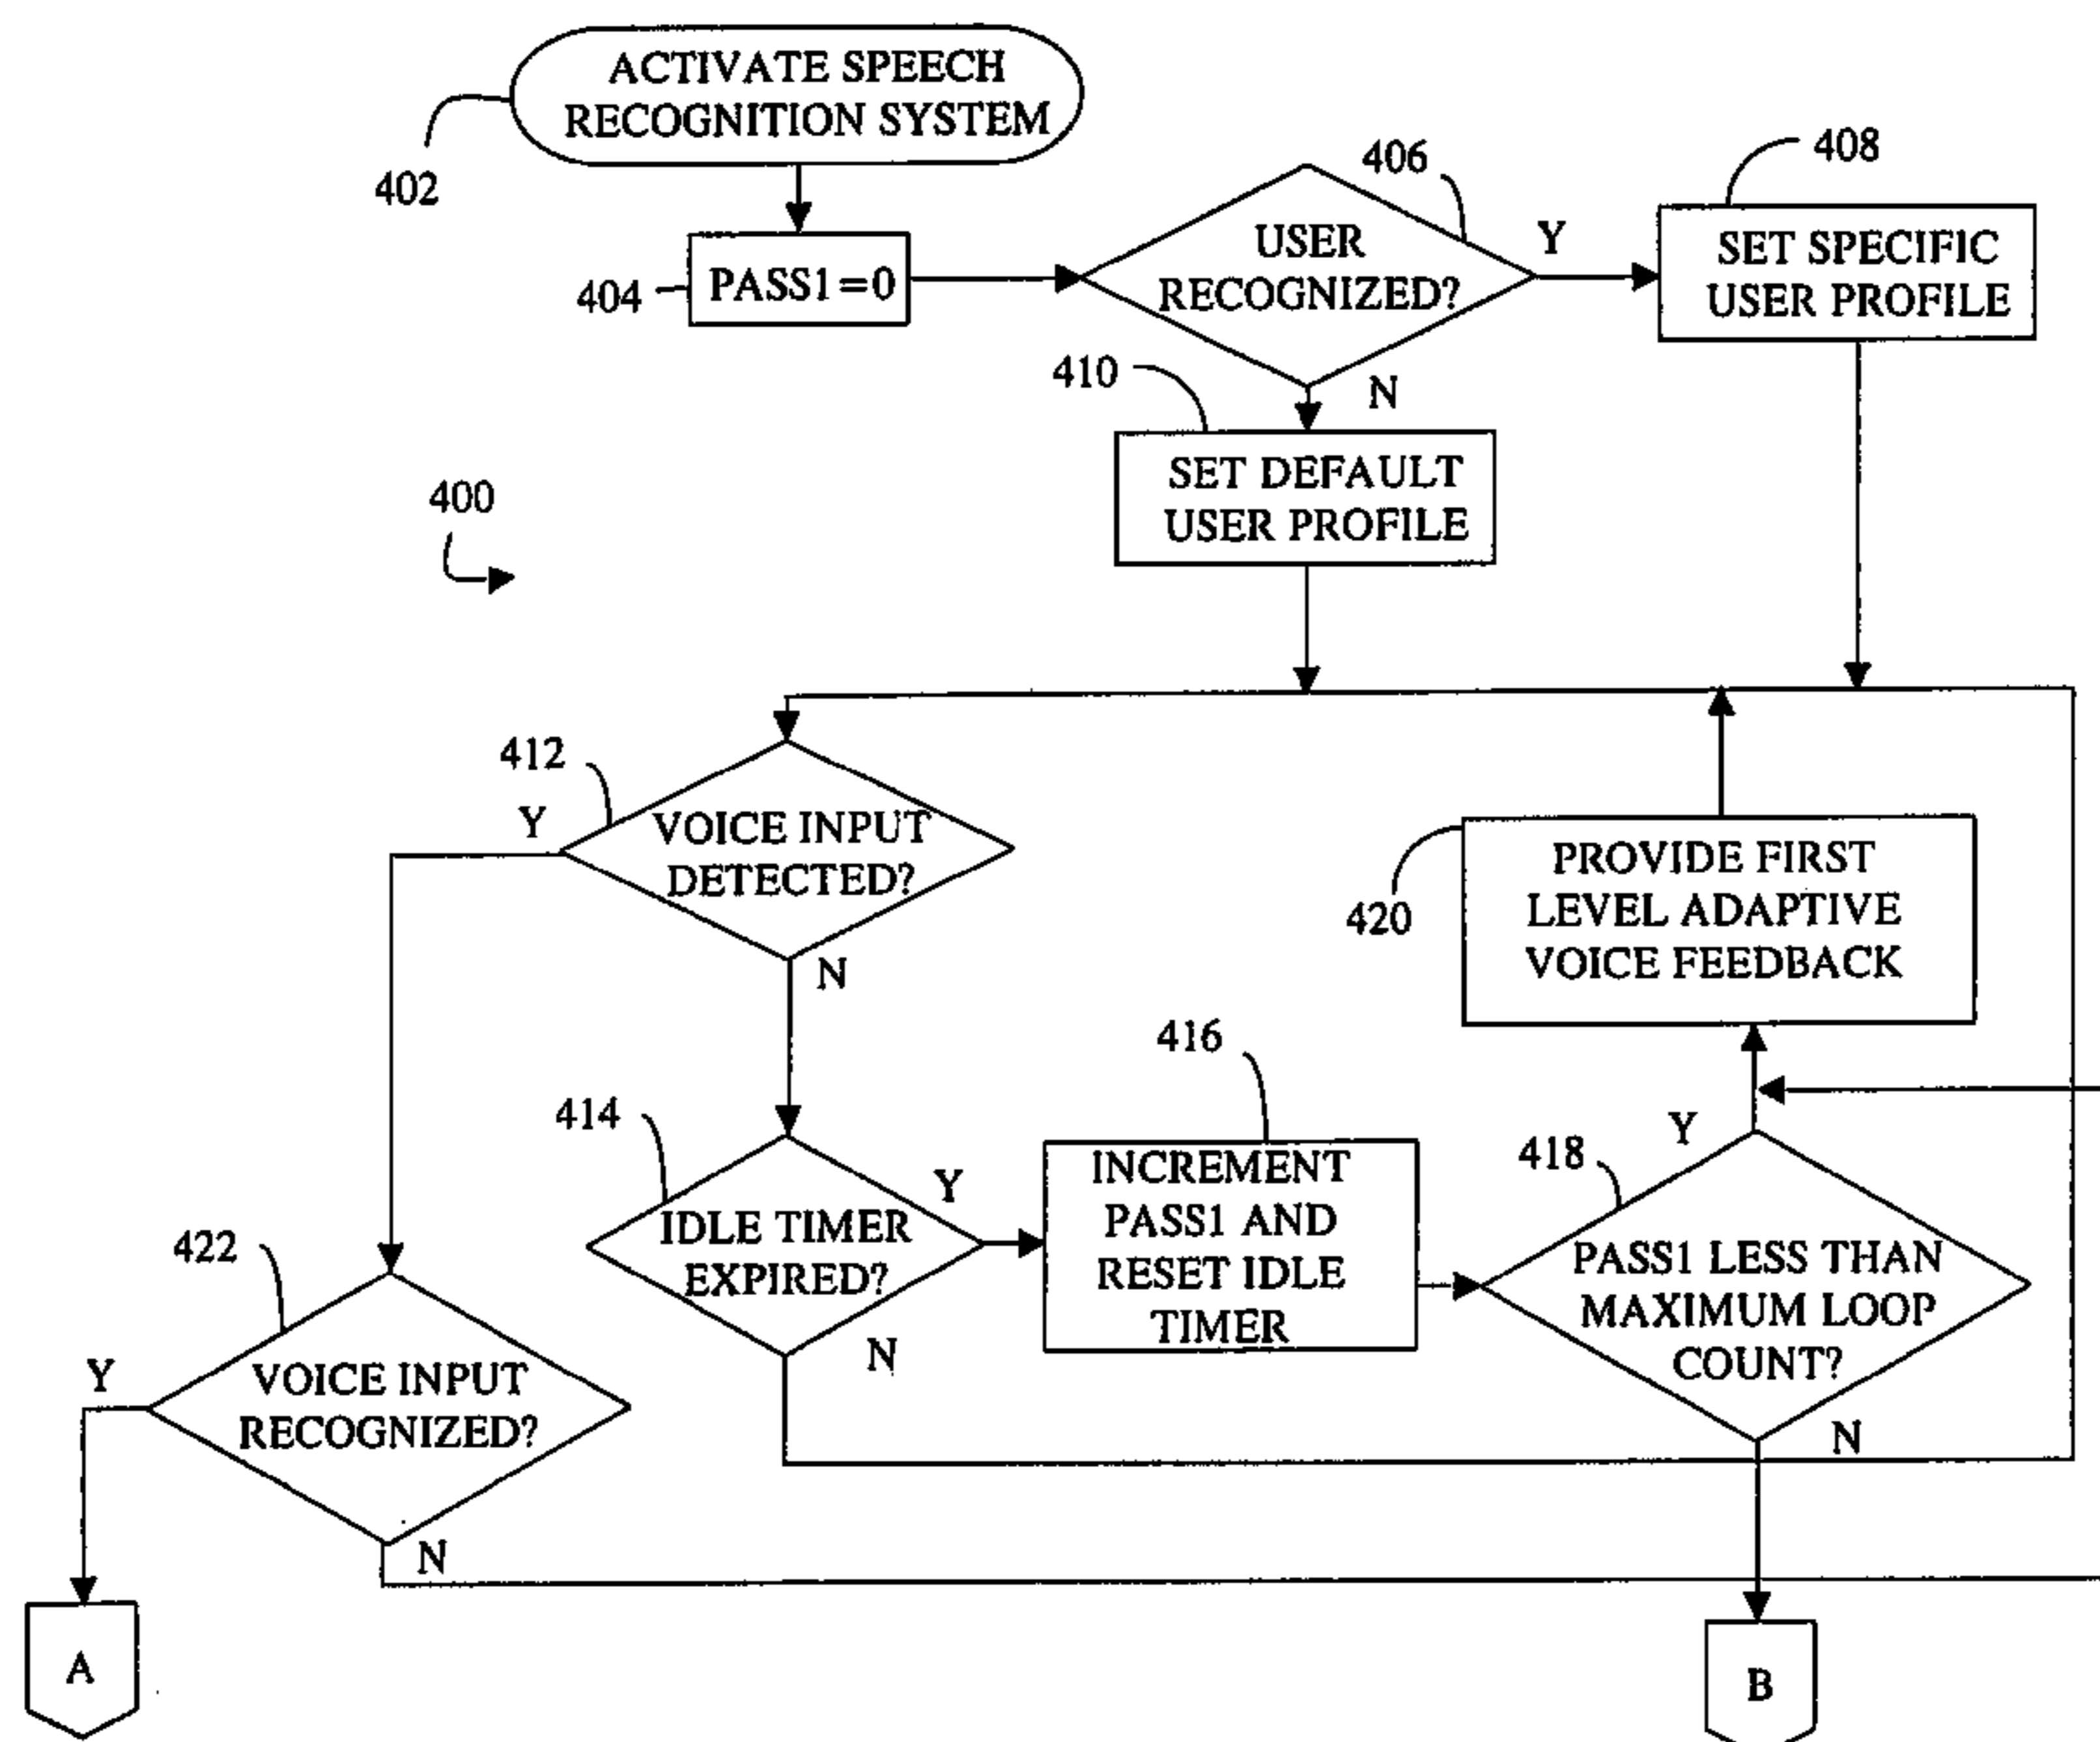 ACTIVATE SPEECH
RECOGNITION SYSTEM
402
404
PASS1=0
406
USER
RECOGNIZED?
Y
N
408
SET SPECIFIC
USER PROFILE
410
SET DEFAULT
USER PROFILE
400
412
Y
VOICE INPUT
DETECTED?
N
420
PROVIDE FIRST
LEVEL ADAPTIVE
VOICE FEEDBACK
414
IDLE TIMER
EXPIRED?
Y
N
416
INCREMENT
PASS1 AND
RESET IDLE
TIMER
418
Y
PASS1 LESS THAN
MAXIMUM LOOP
COUNT?
N
422
Y
VOICE INPUT
RECOGNIZED?
N
A
B